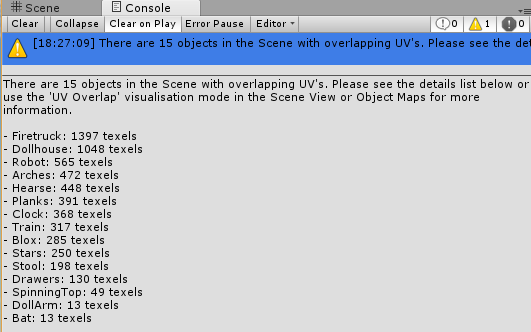 Scene Console
Clear Collapse Clear on Play Error Pause Editor 0 1 0
[18:27:09] There are 15 objects in the Scene with overlapping UV's. Please see the
There are 15 objects in the Scene with overlapping UV's. Please see the details list below or
use the 'UV Overlap' visualisation mode in the Scene View or Object Maps for more
information.
- Firetruck: 1397 texels
- Dollhouse: 1048 texels
- Robot: 565 texels
- Arches: 472 texels
- Hearse: 448 texels
- Planks: 391 texels
- Clock: 368 texels
- Train: 317 texels
- Blox: 285 texels
- Stars: 250 texels
- Stool: 198 texels
- Drawers: 130 texels
- SpinningTop: 49 texels
- DollArm: 13 texels
- Bat: 13 texels